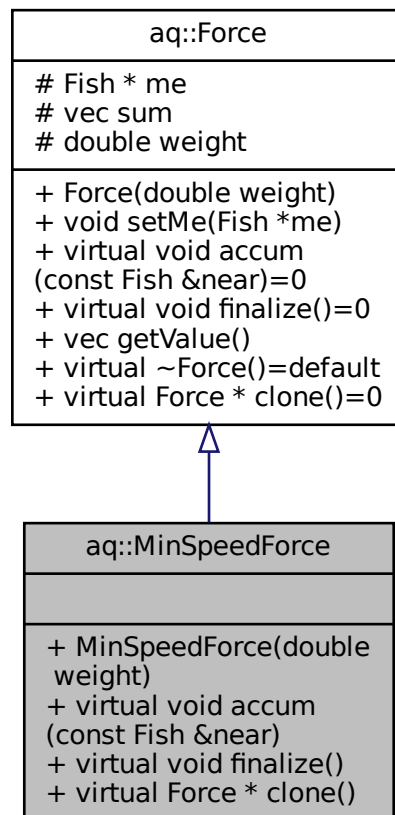 aq::Force
# Fish * me
# vec sum
# double weight
+ Force(double weight)
+ void setMe(Fish *me)
+ virtual void accum
(const Fish &near)=0
+ virtual void finalize()=0
+ vec getValue()
+ virtual ~Force()=default
+ virtual Force * clone()=0
aq::MinSpeedForce
+ MinSpeedForce(double
weight)
+ virtual void accum
(const Fish &near)
+ virtual void finalize()
+ virtual Force * clone()